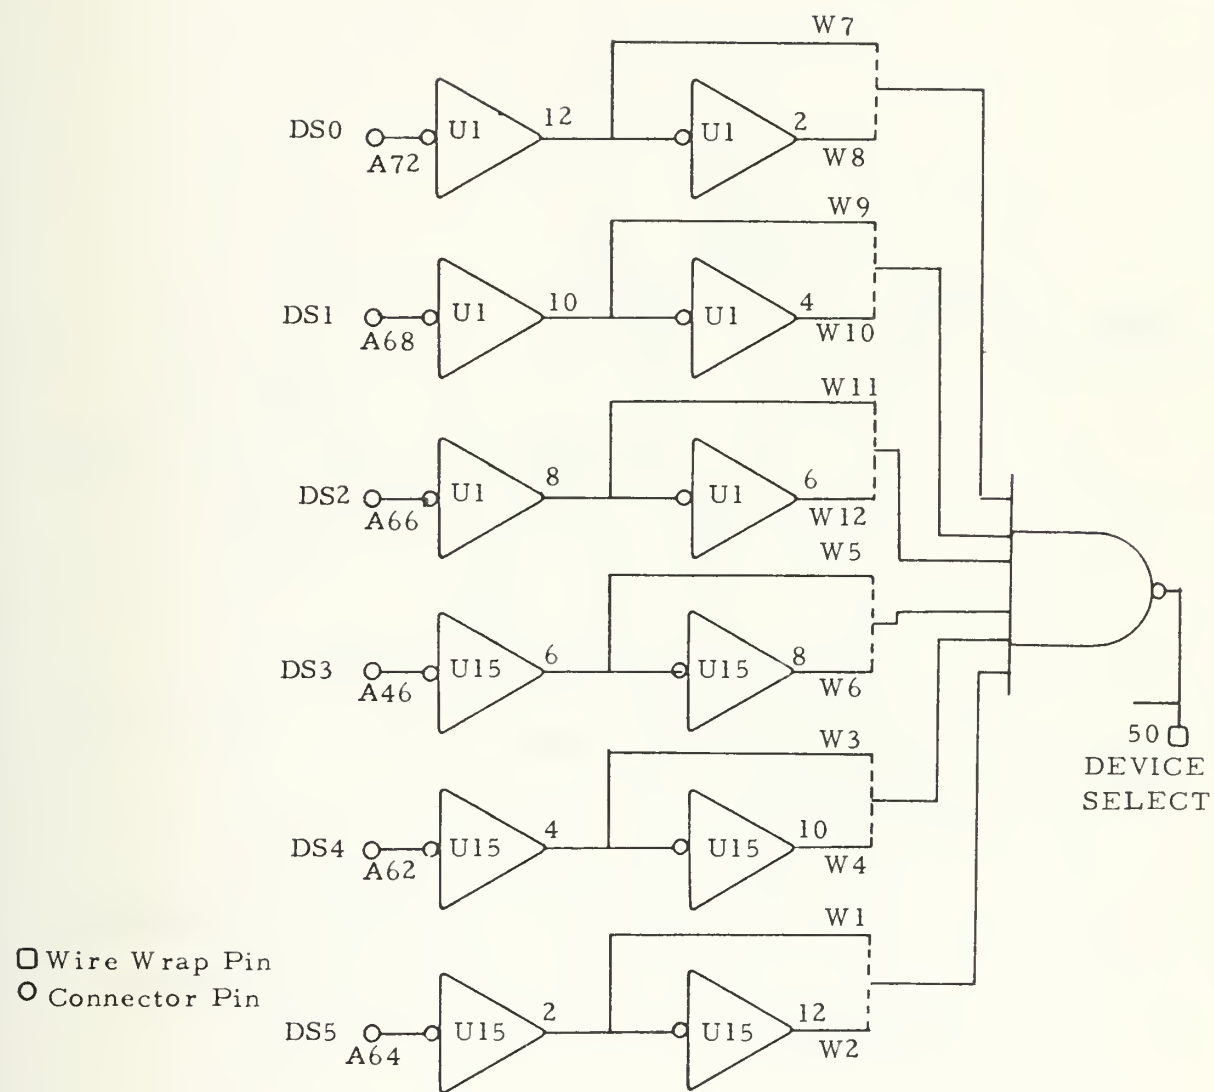 W7
DS0
A72
U1
12
U1
2
W8
W9
DS1
A68
U1
10
U1
4
W10
W11
DS2
A66
U1
8
U1
6
W12
W5
DS3
A46
U15
6
U15
8
W6
W3
DS4
A62
U15
4
U15
10
W4
W1
DS5
A64
U15
2
U15
12
W2
50
DEVICE
SELECT
Wire Wrap Pin
Connector Pin